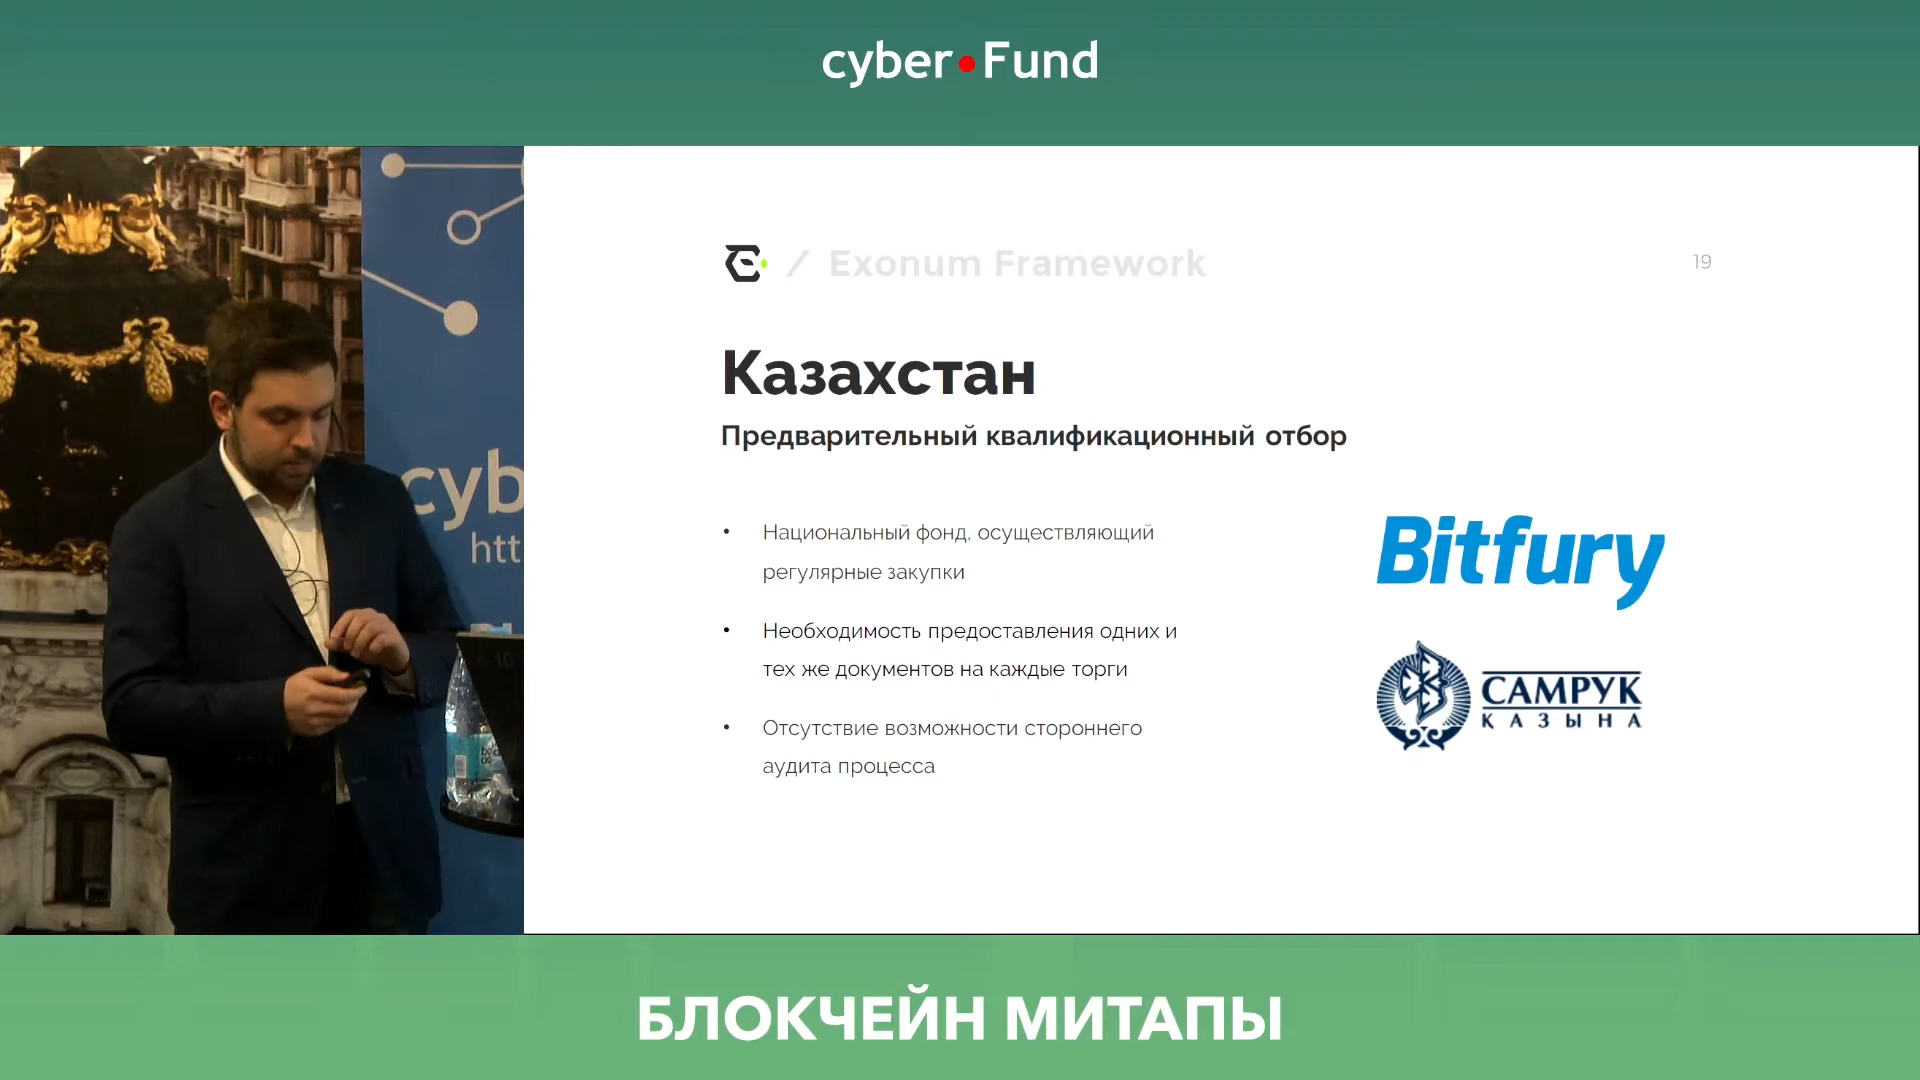 cyber•Fund
cyb
htt
/ Exonum Framework
19
Казахстан
Предварительный квалификационный отбор
• Национальный фонд, осуществляющий
регулярные закупки
• Необходимость предоставления одних и
тех же документов на каждые торги
• Отсутствие возможности стороннего
аудита процесса
Bitfury
САМРУК
ҚАЗЫНА
БЛОКЧЕЙН МИТАПЫ